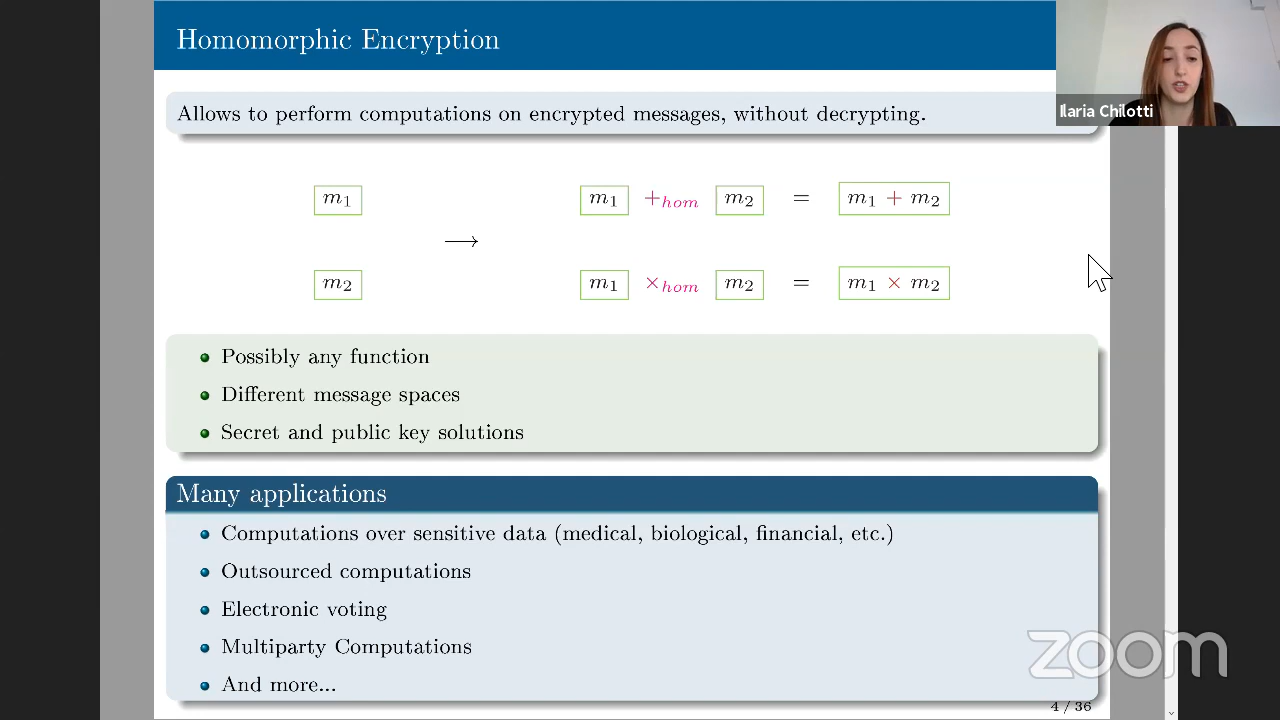 Homomorphic Encryption
Ilaria Chilotti
Allows to perform computations on encrypted messages, without decrypting.
m₁ m₁ +ₕₒₘ m₂ = m₁ + m₂
⟶
m₂ m₁ ×ₕₒₘ m₂ = m₁ × m₂
• Possibly any function
• Different message spaces
• Secret and public key solutions
Many applications
• Computations over sensitive data (medical, biological, financial, etc.)
• Outsourced computations
• Electronic voting
• Multiparty Computations
• And more...
zoom
4 / 36